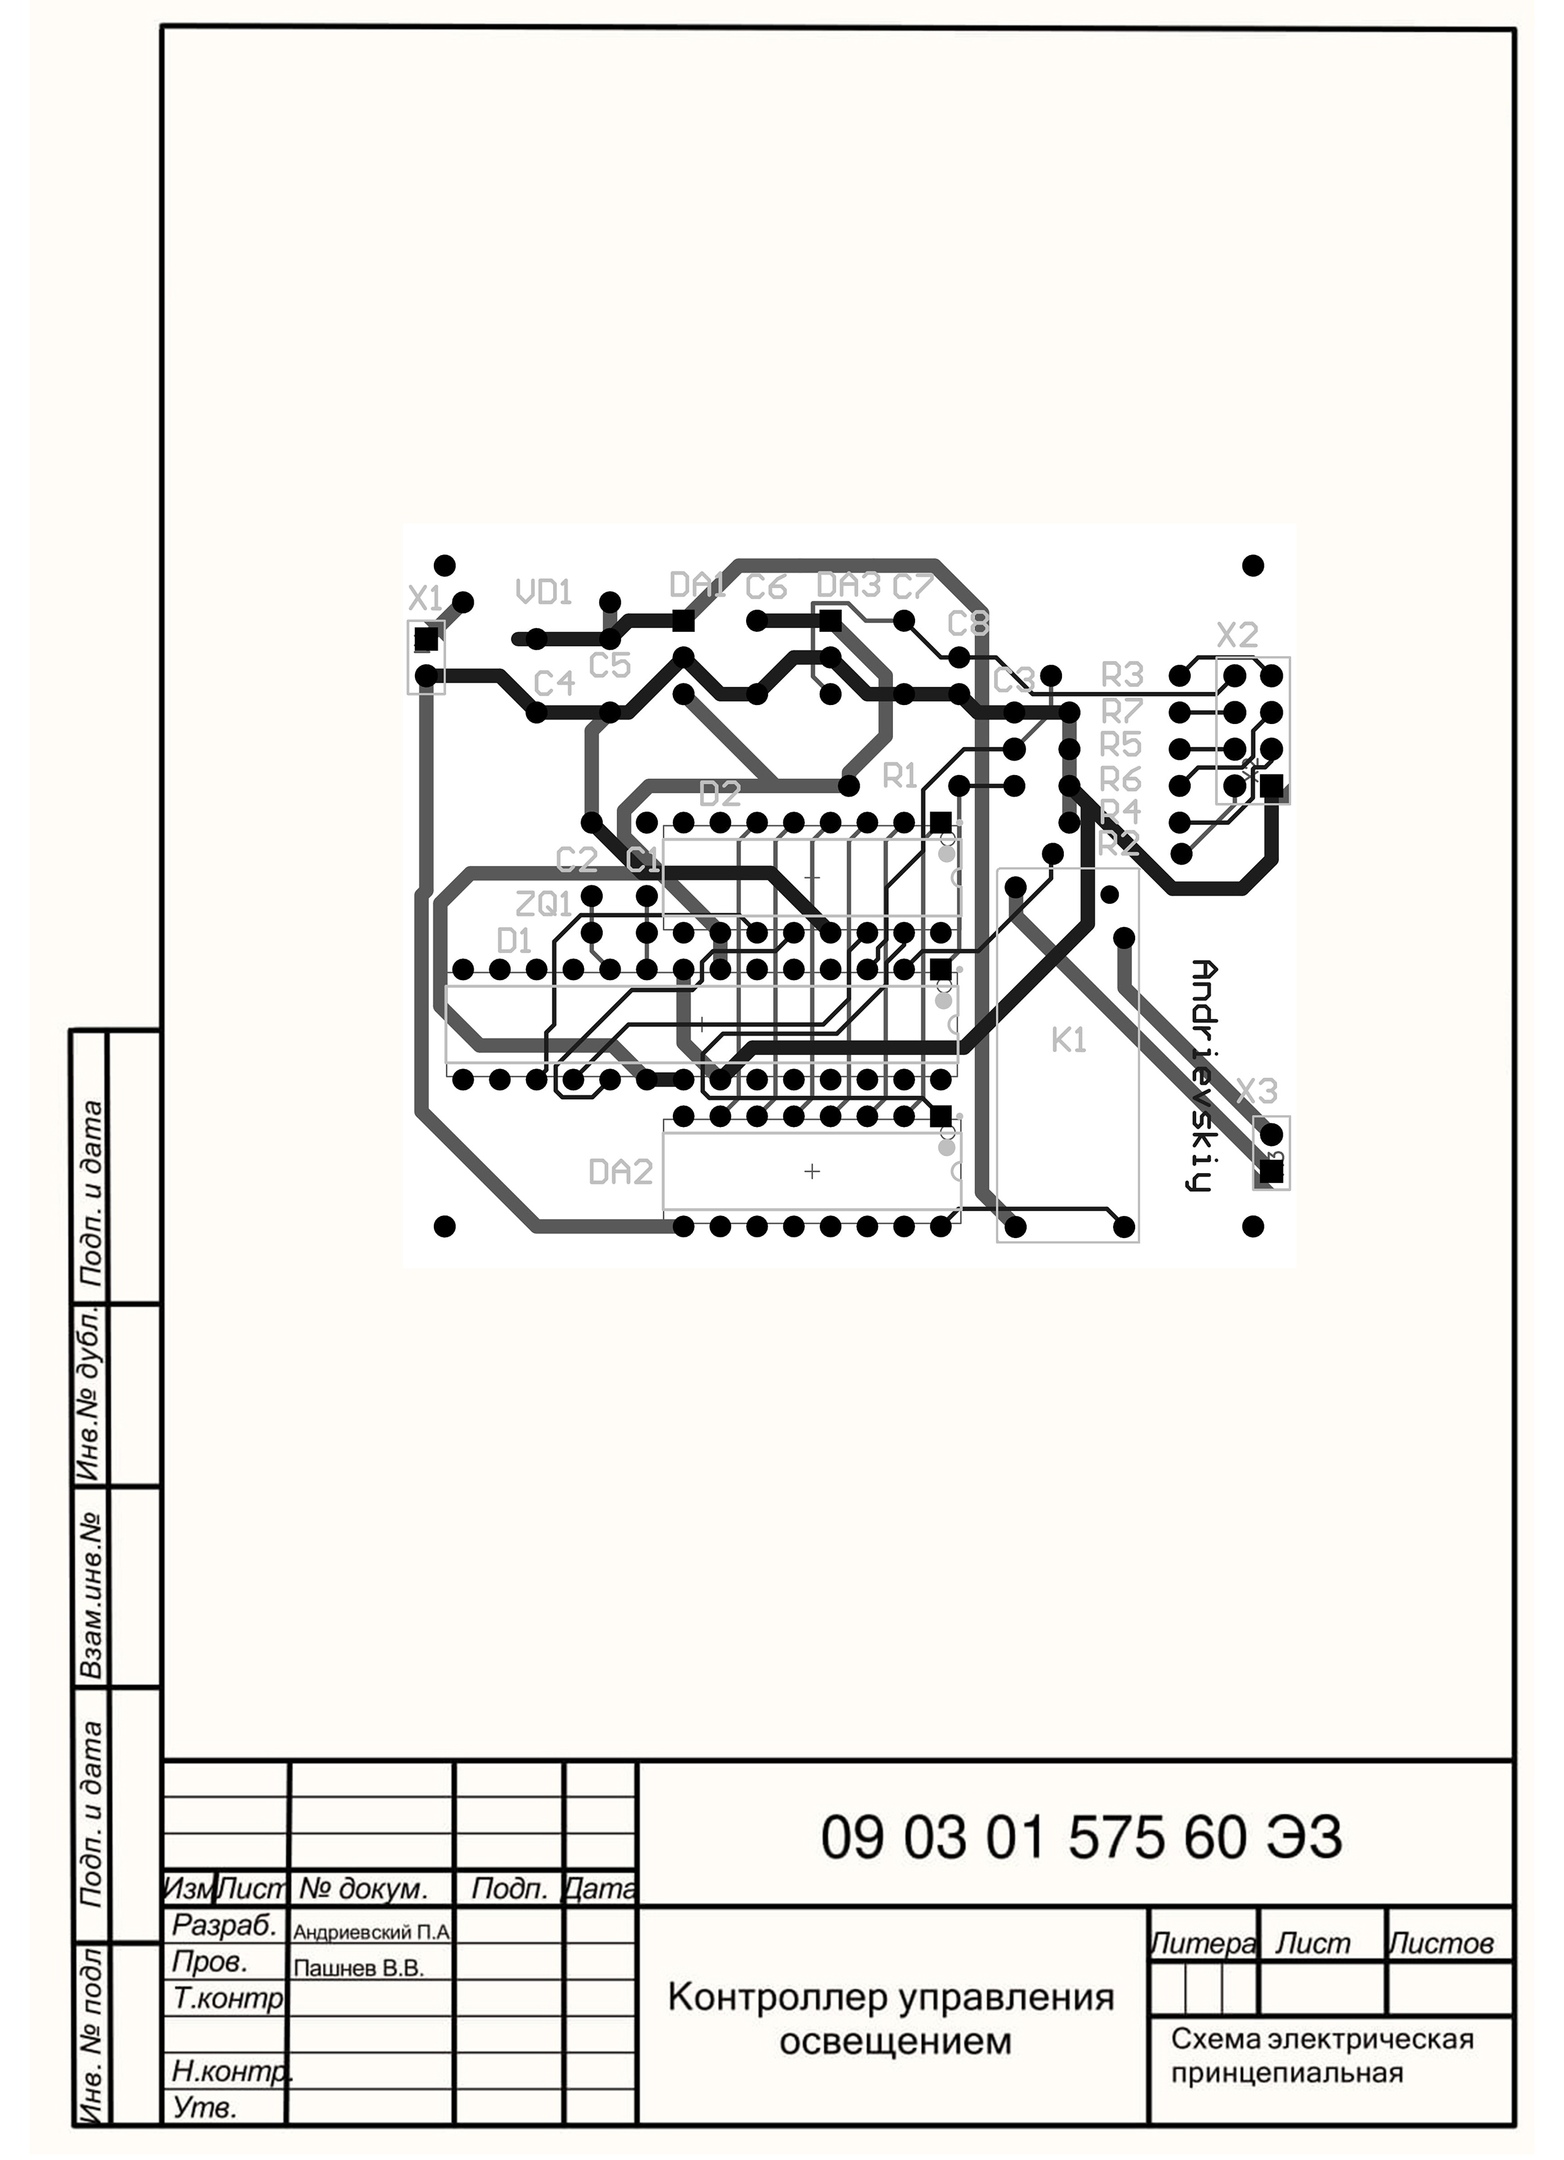 X1
VD1
DA1
C6
DA3
C7
C8
X2
C5
C4
C3
R3
R7
R5
R6
R4
R2
R1
D2
C2
C1
ZQ1
D1
K1
Andrievskiy
X3
DA2
Подп. и дата
Инв.№ дубл.
Взам.инв.№
Подп. и дата
Инв. № подл
09 03 01 575 60 ЭЗ
Изм Лист № докум. Подп. Дата
Разраб. Андриевский П.А
Пров. Пашнев В.В.
Т.контр
Н.контр.
Утв.
Контроллер управления
освещением
Литера Лист Листов
Схема электрическая
принцепиальная